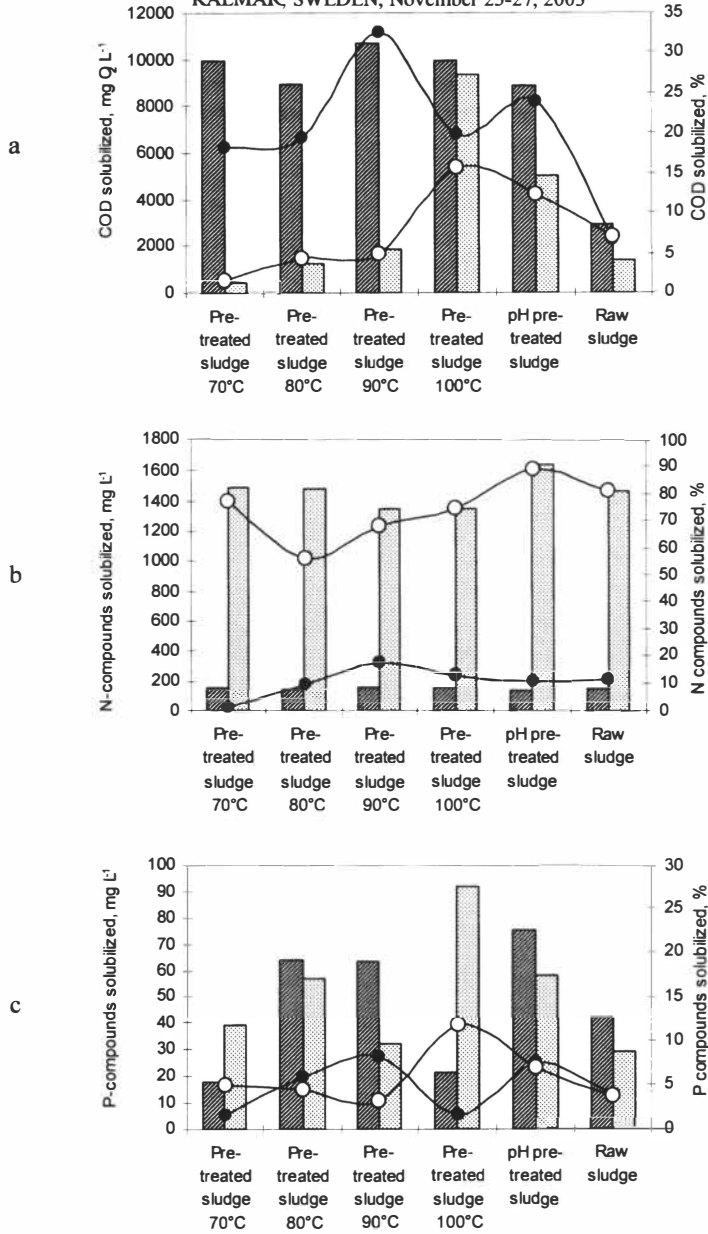 KALMAR, SWEDEN, November 25-27, 2003
a
COD solubilized, mg O₂ L⁻¹
12000
10000
8000
6000
4000
2000
0
35
30
25
20
15
10
5
0
COD solubilized, %
Pre-treated sludge 70°C
Pre-treated sludge 80°C
Pre-treated sludge 90°C
Pre-treated sludge 100°C
pH pre-treated sludge
Raw sludge
b
N-compounds solubilized, mg L⁻¹
1800
1600
1400
1200
1000
800
600
400
200
0
100
90
80
70
60
50
40
30
20
10
0
N compounds solubilized, %
Pre-treated sludge 70°C
Pre-treated sludge 80°C
Pre-treated sludge 90°C
Pre-treated sludge 100°C
pH pre-treated sludge
Raw sludge
c
P-compounds solubilized, mg L⁻¹
100
90
80
70
60
50
40
30
20
10
0
30
25
20
15
10
5
0
P compounds solubilized, %
Pre-treated sludge 70°C
Pre-treated sludge 80°C
Pre-treated sludge 90°C
Pre-treated sludge 100°C
pH pre-treated sludge
Raw sludge